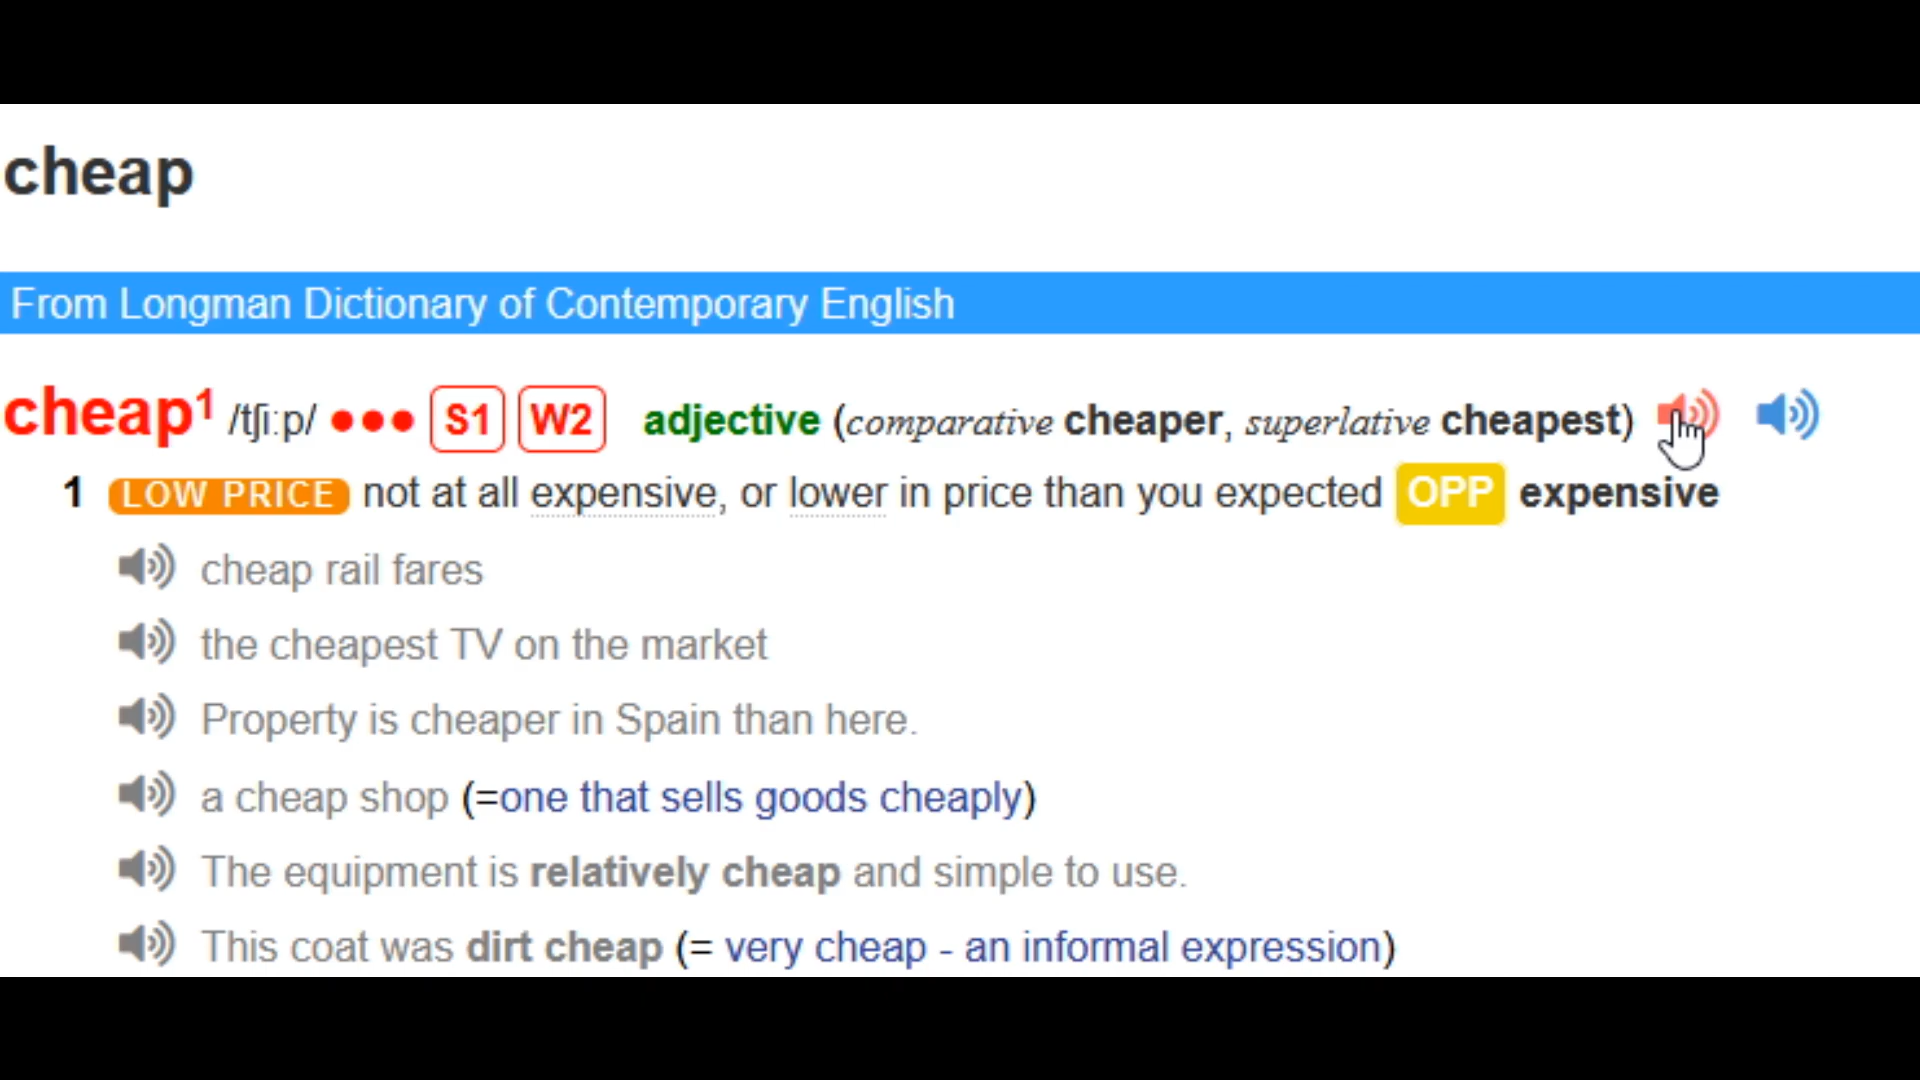 cheap
From Longman Dictionary of Contemporary English
cheap¹ /tʃiːp/ ●●● S1 W2 adjective (comparative cheaper, superlative cheapest)
1 LOW PRICE not at all expensive, or lower in price than you expected OPP expensive
cheap rail fares
the cheapest TV on the market
Property is cheaper in Spain than here.
a cheap shop (=one that sells goods cheaply)
The equipment is relatively cheap and simple to use.
This coat was dirt cheap (= very cheap - an informal expression)